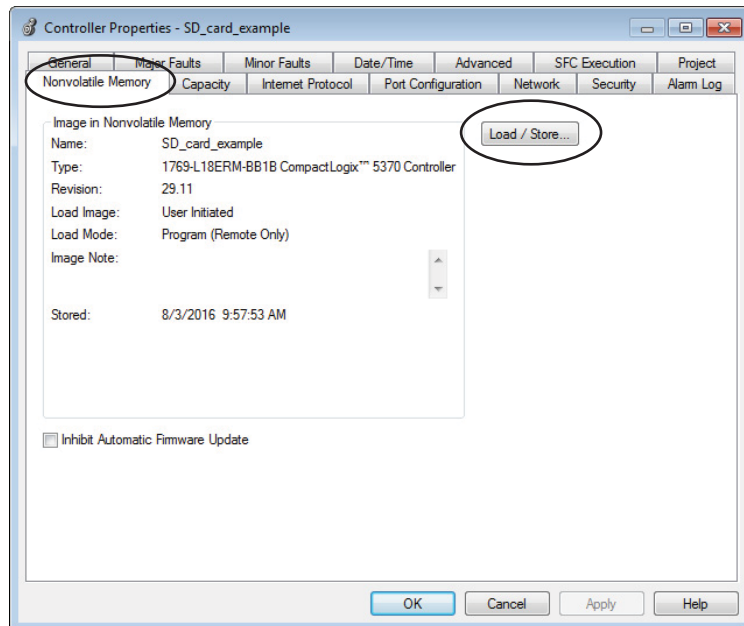 Controller Properties - SD_card_example
General Major Faults Minor Faults Date/Time Advanced SFC Execution Project
Nonvolatile Memory Capacity Internet Protocol Port Configuration Network Security Alarm Log
Image in Nonvolatile Memory
Load / Store...
Name: SD_card_example
Type: 1769-L18ERM-BB1B CompactLogix™ 5370 Controller
Revision: 29.11
Load Image: User Initiated
Load Mode: Program (Remote Only)
Image Note:
Stored: 8/3/2016 9:57:53 AM
Inhibit Automatic Firmware Update
OK Cancel Apply Help